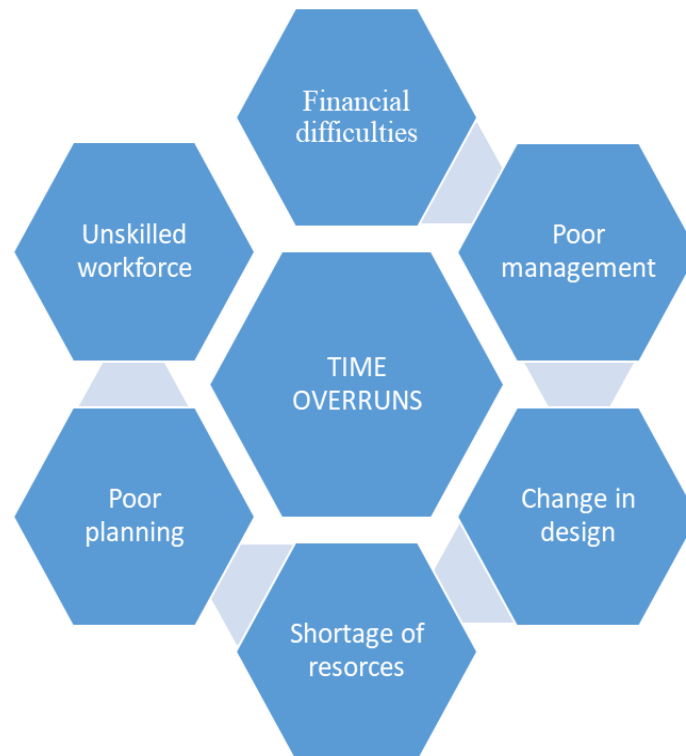 Financial
difficulties
Poor
management
Change in
design
Shortage of
resorces
Poor
planning
Unskilled
workforce
TIME
OVERRUNS